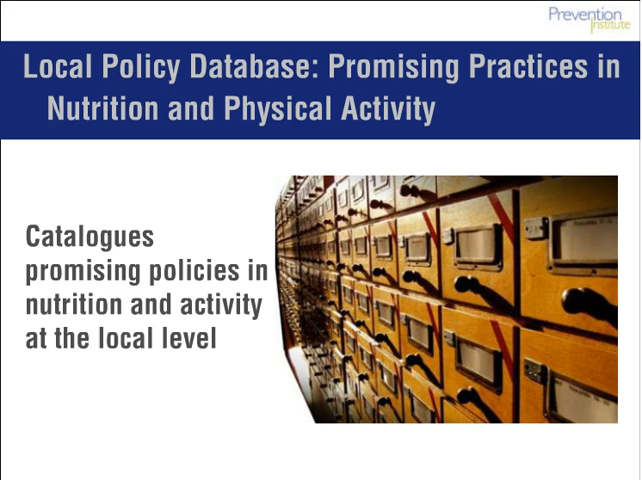 Prevention
Institute
Local Policy Database: Promising Practices in
Nutrition and Physical Activity
Catalogues
promising policies in
nutrition and activity
at the local level